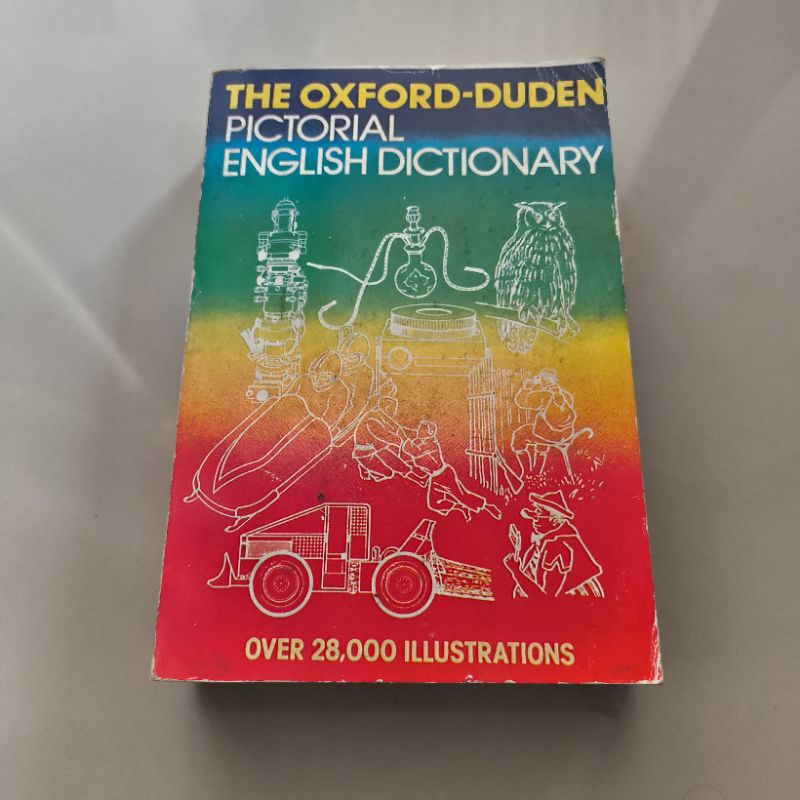 THE OXFORD-DUDEN
PICTORIAL
ENGLISH DICTIONARY
OVER 28,000 ILLUSTRATIONS